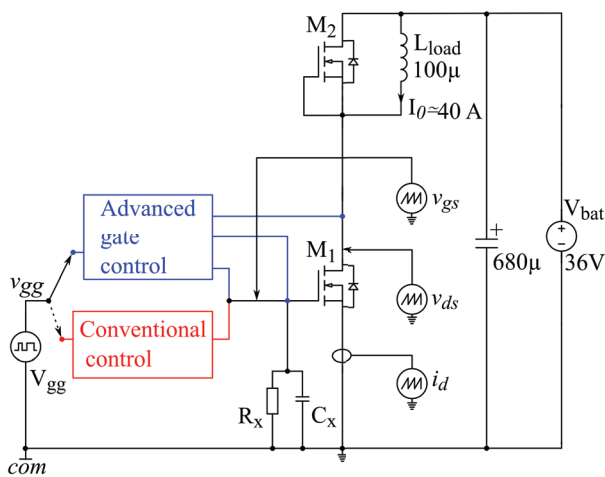 M2
Lload
100µ
I0≃40 A
vgs
Advanced
gate
control
Vbat
+
680µ
+
−
36V
M1
vgg
vds
Conventional
control
Vgg
id
Rx
Cx
com